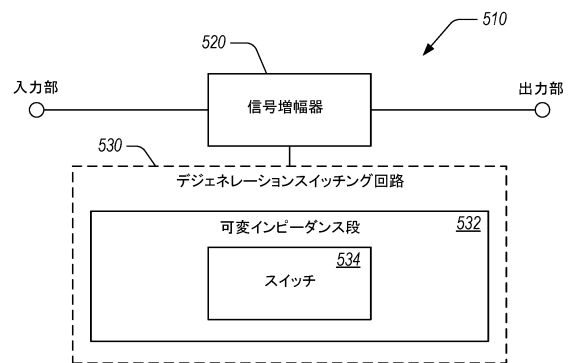 510
520
入力部
出力部
信号増幅器
530
デジェネレーションスイッチング回路
可変インピーダンス段
532
534
スイッチ